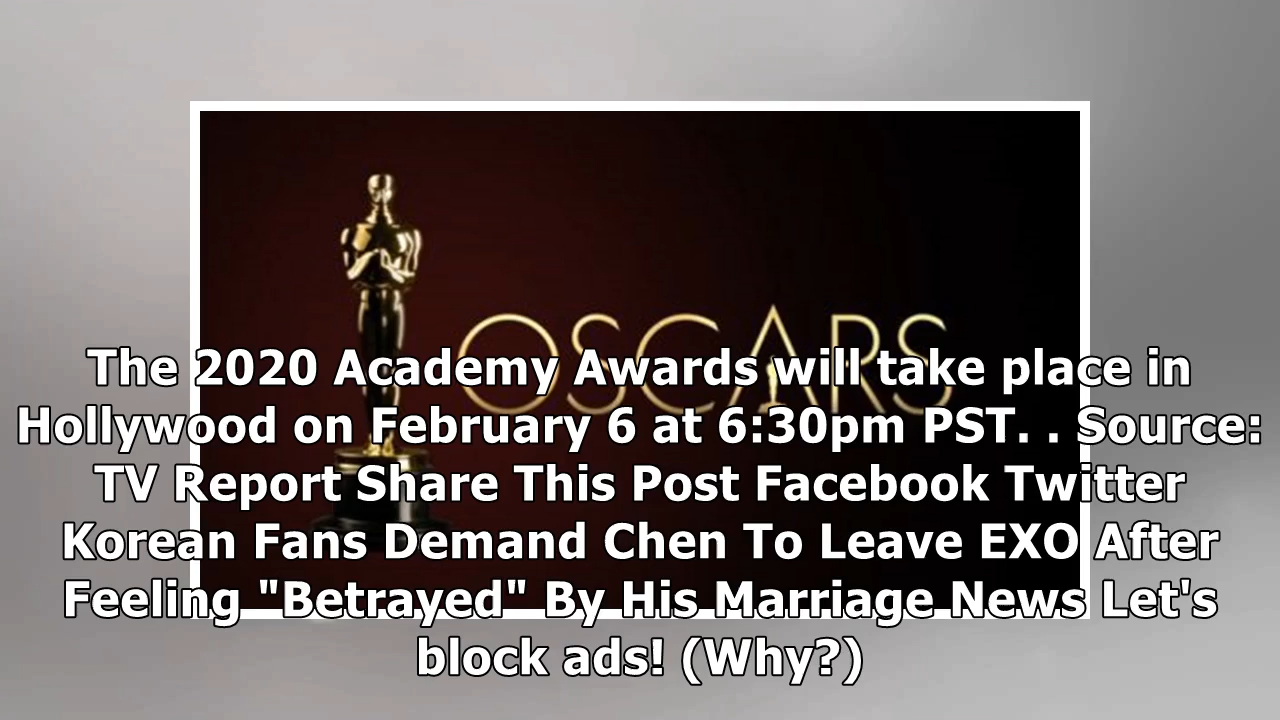 OSCARS
The 2020 Academy Awards will take place in
Hollywood on February 6 at 6:30pm PST. . Source:
TV Report Share This Post Facebook Twitter
Korean Fans Demand Chen To Leave EXO After
Feeling "Betrayed" By His Marriage News Let's
block ads! (Why?)